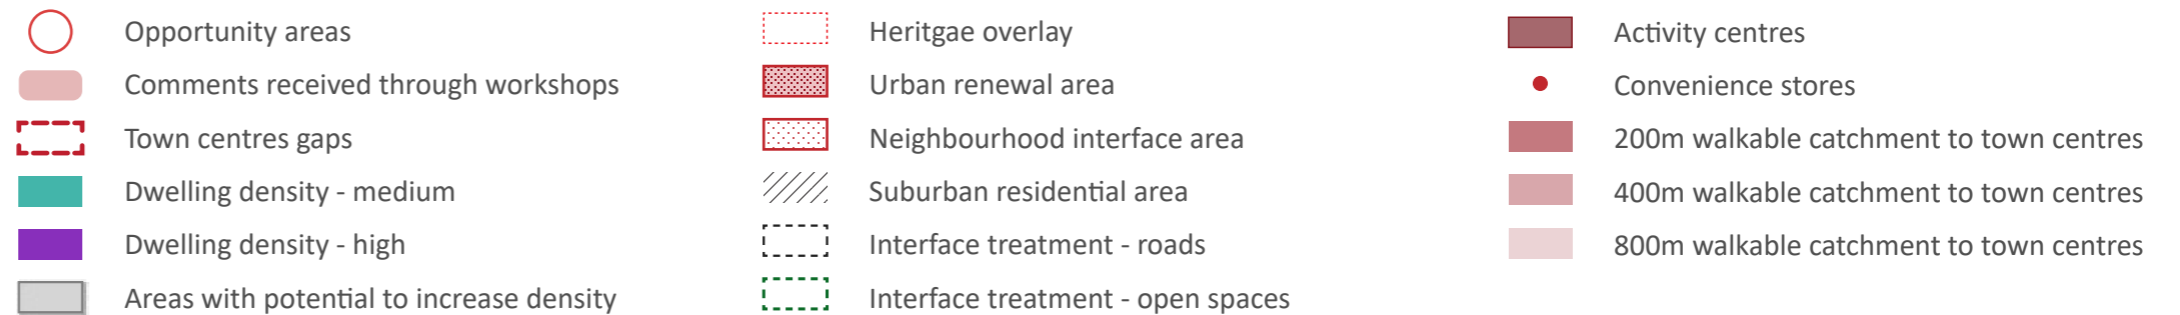 Opportunity areas
Comments received through workshops
Town centres gaps
Dwelling density - medium
Dwelling density - high
Areas with potential to increase density
Heritgae overlay
Urban renewal area
Neighbourhood interface area
Suburban residential area
Interface treatment - roads
Interface treatment - open spaces
Activity centres
Convenience stores
200m walkable catchment to town centres
400m walkable catchment to town centres
800m walkable catchment to town centres